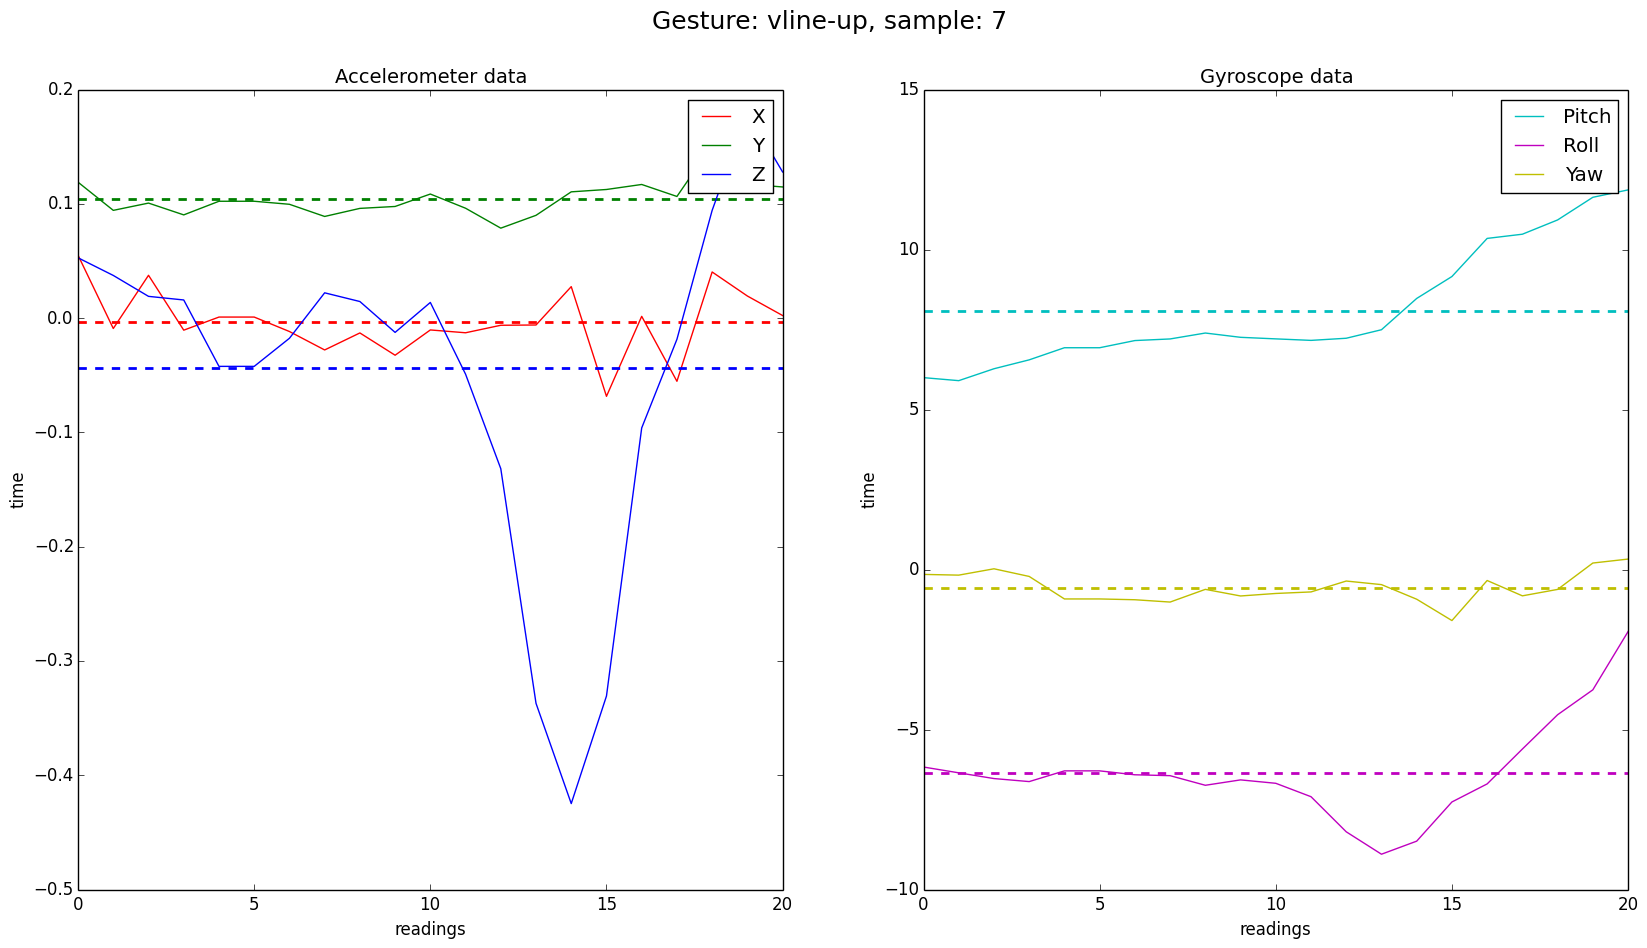 Gesture: vline-up, sample: 7
Accelerometer data
0.2
0.1
0.0
−0.1
−0.2
−0.3
−0.4
−0.5
0
5
10
15
20
time
readings
X
Y
Z
Gyroscope data
15
10
5
0
−5
−10
0
5
10
15
20
time
readings
Pitch
Roll
Yaw